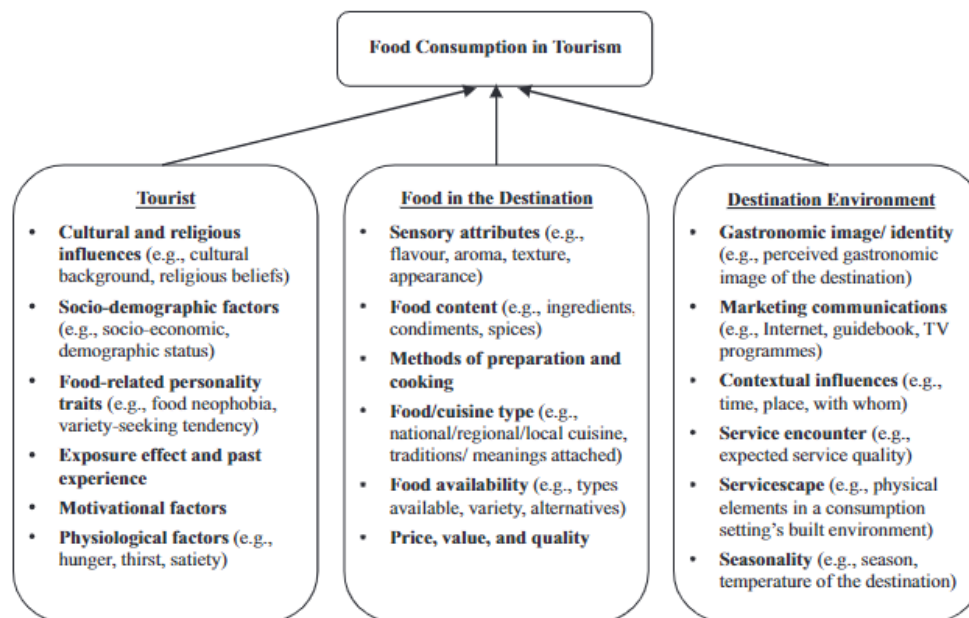 Food Consumption in Tourism
Tourist
• Cultural and religious
influences (e.g., cultural
background, religious beliefs)
• Socio-demographic factors
(e.g., socio-economic,
demographic status)
• Food-related personality
traits (e.g., food neophobia,
variety-seeking tendency)
• Exposure effect and past
experience
• Motivational factors
• Physiological factors (e.g.,
hunger, thirst, satiety)
Food in the Destination
• Sensory attributes (e.g.,
flavour, aroma, texture,
appearance)
• Food content (e.g., ingredients,
condiments, spices)
• Methods of preparation and
cooking
• Food/cuisine type (e.g.,
national/regional/local cuisine,
traditions/ meanings attached)
• Food availability (e.g., types
available, variety, alternatives)
• Price, value, and quality
Destination Environment
• Gastronomic image/ identity
(e.g., perceived gastronomic
image of the destination)
• Marketing communications
(e.g., Internet, guidebook, TV
programmes)
• Contextual influences (e.g.,
time, place, with whom)
• Service encounter (e.g.,
expected service quality)
• Servicescape (e.g., physical
elements in a consumption
setting's built environment)
• Seasonality (e.g., season,
temperature of the destination)